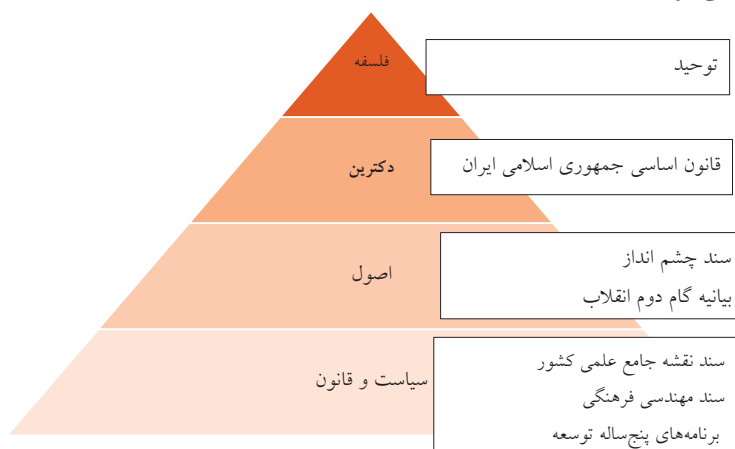 فلسفه
توحید
دکترین
قانون اساسی جمهوری اسلامی ایران
اصول
سند چشم انداز
بیانیه گام دوم انقلاب
سیاست و قانون
سند نقشه جامع علمی کشور
سند مهندسی فرهنگی
برنامه‌های پنج‌ساله توسعه